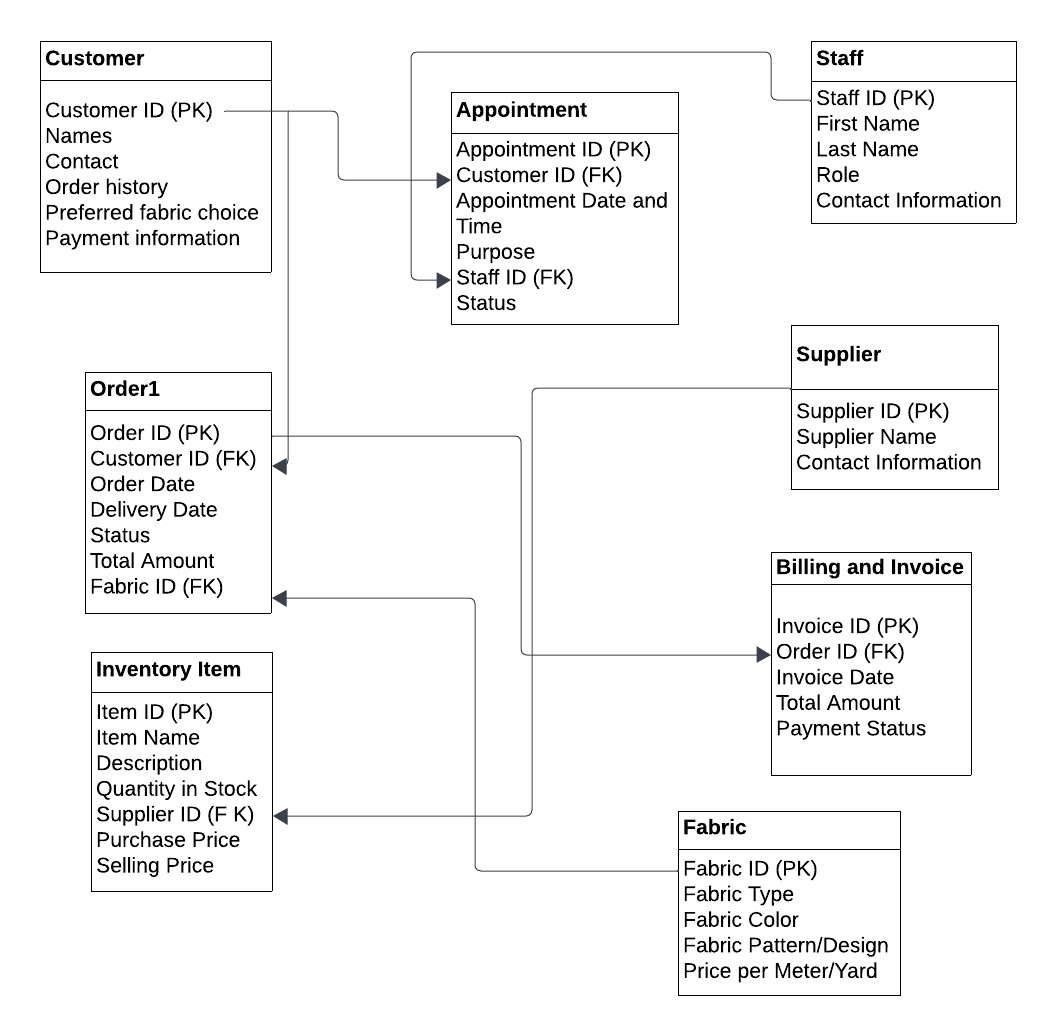 Customer
Customer ID (PK)
Names
Contact
Order history
Preferred fabric choice
Payment information
Appointment
Appointment ID (PK)
Customer ID (FK)
Appointment Date and
Time
Purpose
Staff ID (FK)
Status
Staff
Staff ID (PK)
First Name
Last Name
Role
Contact Information
Supplier
Supplier ID (PK)
Supplier Name
Contact Information
Order1
Order ID (PK)
Customer ID (FK)
Order Date
Delivery Date
Status
Total Amount
Fabric ID (FK)
Billing and Invoice
Invoice ID (PK)
Order ID (FK)
Invoice Date
Total Amount
Payment Status
Inventory Item
Item ID (PK)
Item Name
Description
Quantity in Stock
Supplier ID (F K)
Purchase Price
Selling Price
Fabric
Fabric ID (PK)
Fabric Type
Fabric Color
Fabric Pattern/Design
Price per Meter/Yard